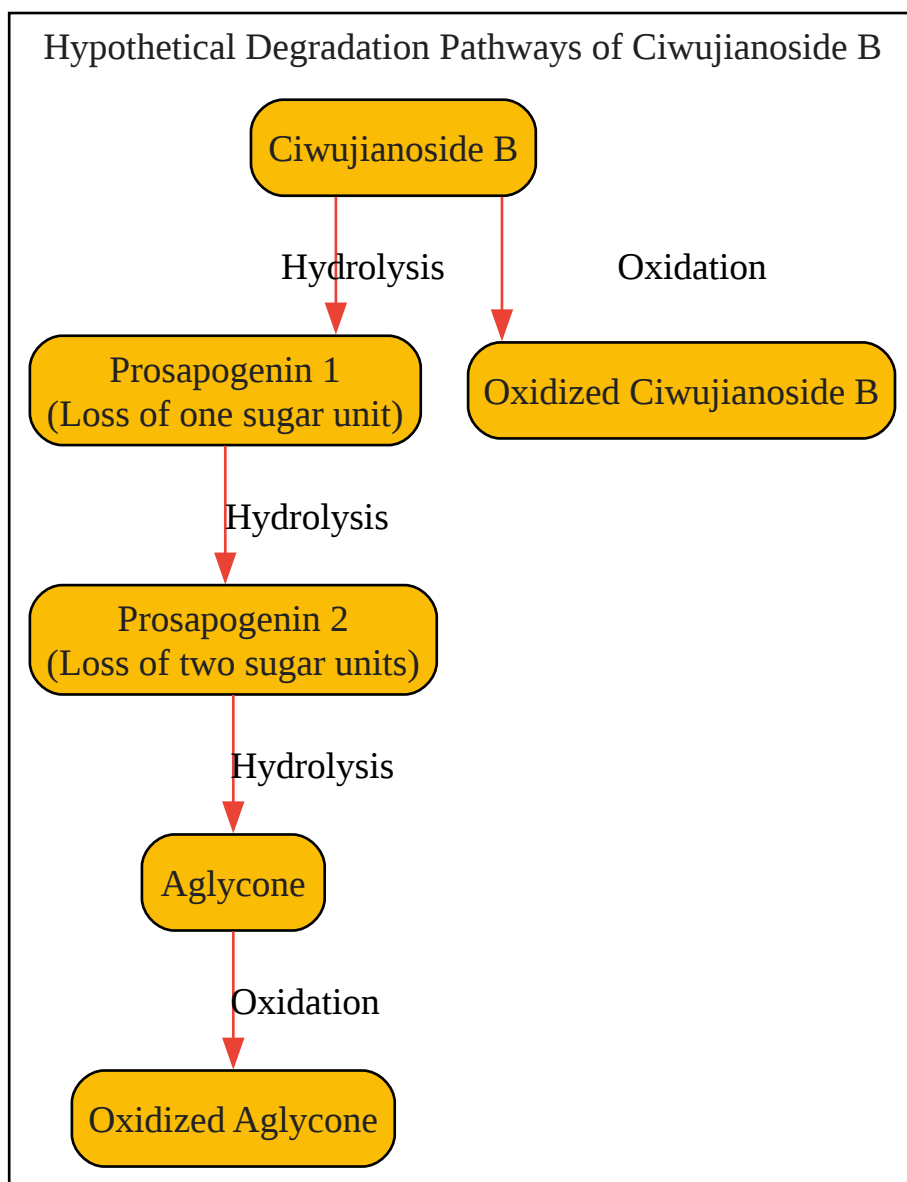 Hypothetical Degradation Pathways of Ciwujianoside B
Ciwujianoside B
Hydrolysis
Oxidation
Prosapogenin 1
(Loss of one sugar unit)
Oxidized Ciwujianoside B
Hydrolysis
Prosapogenin 2
(Loss of two sugar units)
Hydrolysis
Aglycone
Oxidation
Oxidized Aglycone